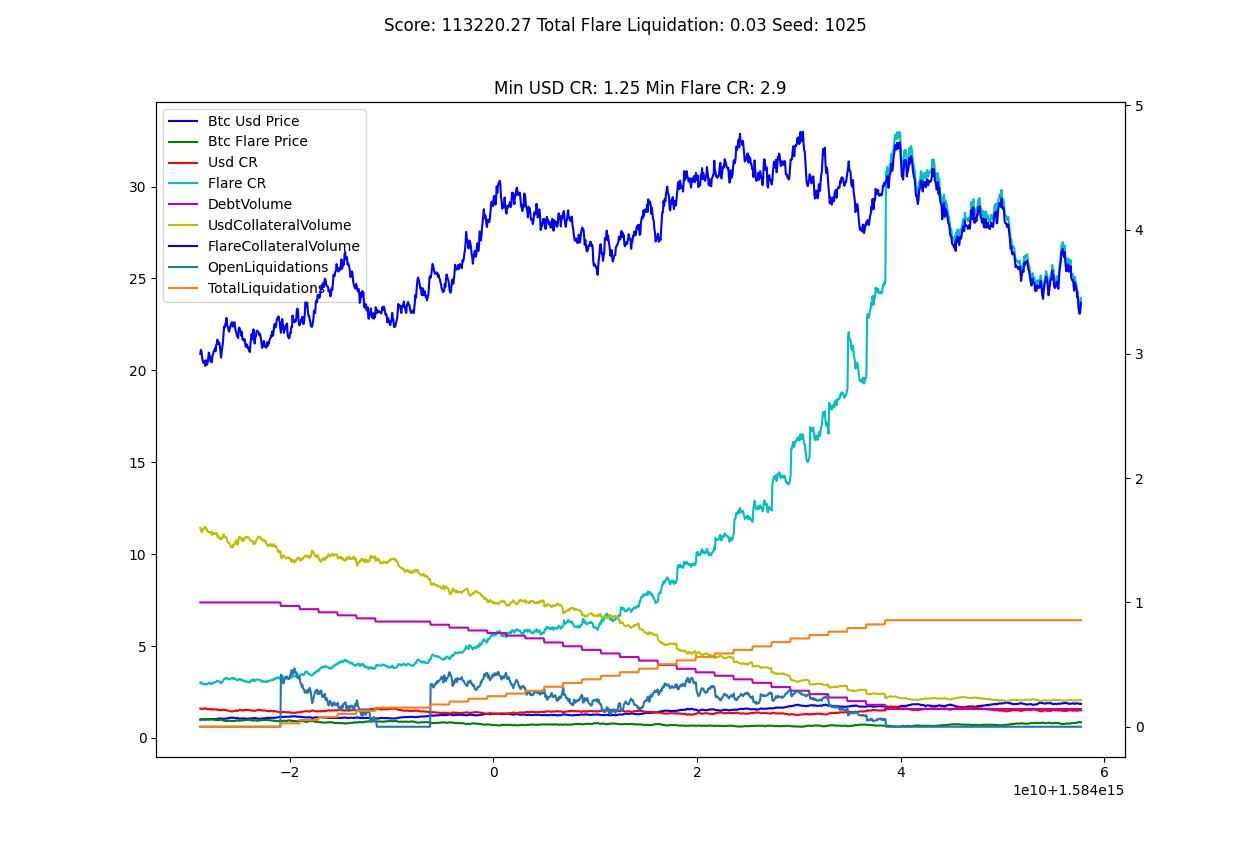 Score: 113220.27 Total Flare Liquidation: 0.03 Seed: 1025
Min USD CR: 1.25 Min Flare CR: 2.9
Btc Usd Price
Btc Flare Price
Usd CR
Flare CR
DebtVolume
UsdCollateralVolume
FlareCollateralVolume
OpenLiquidations
TotalLiquidations
30
25
20
15
10
5
0
5
4
3
2
1
0
−2 0 2 4 6
1e10+1.584e15